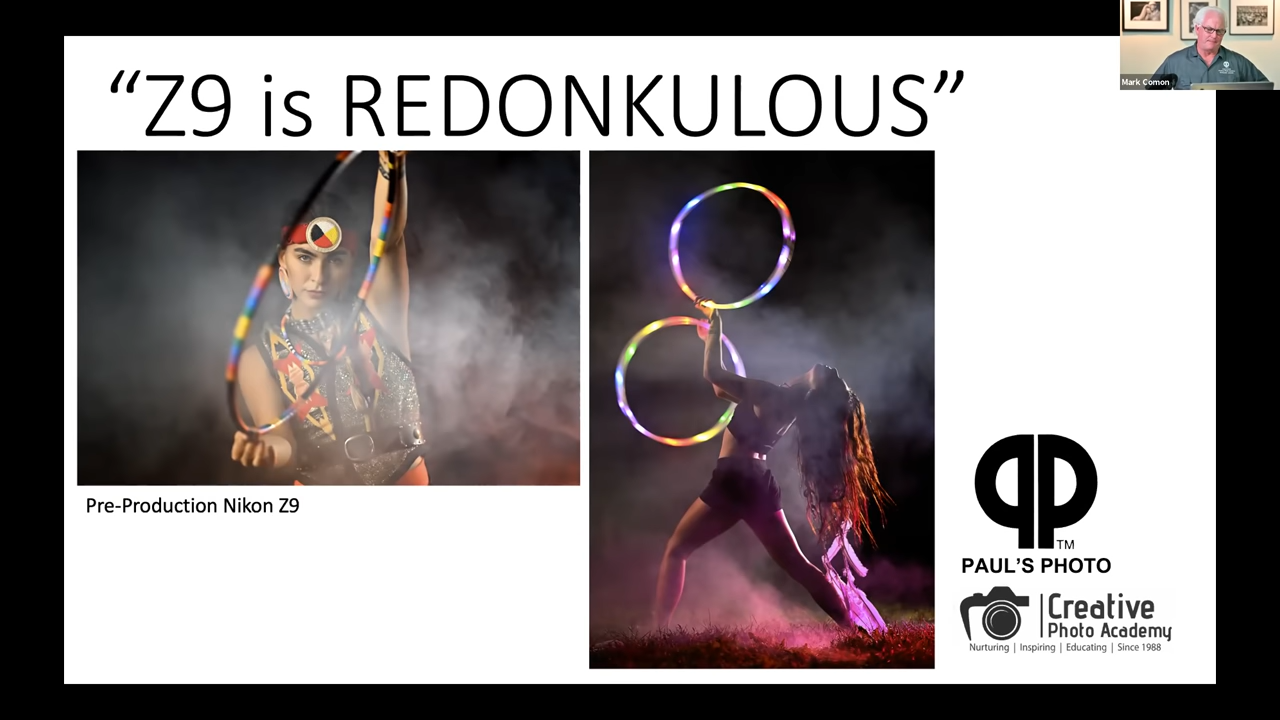 “Z9 is REDONKULOUS”
Mark Comon
Pre-Production Nikon Z9
TM
PAUL’S PHOTO
Creative
Photo Academy
Nurturing | Inspiring | Educating | Since 1988